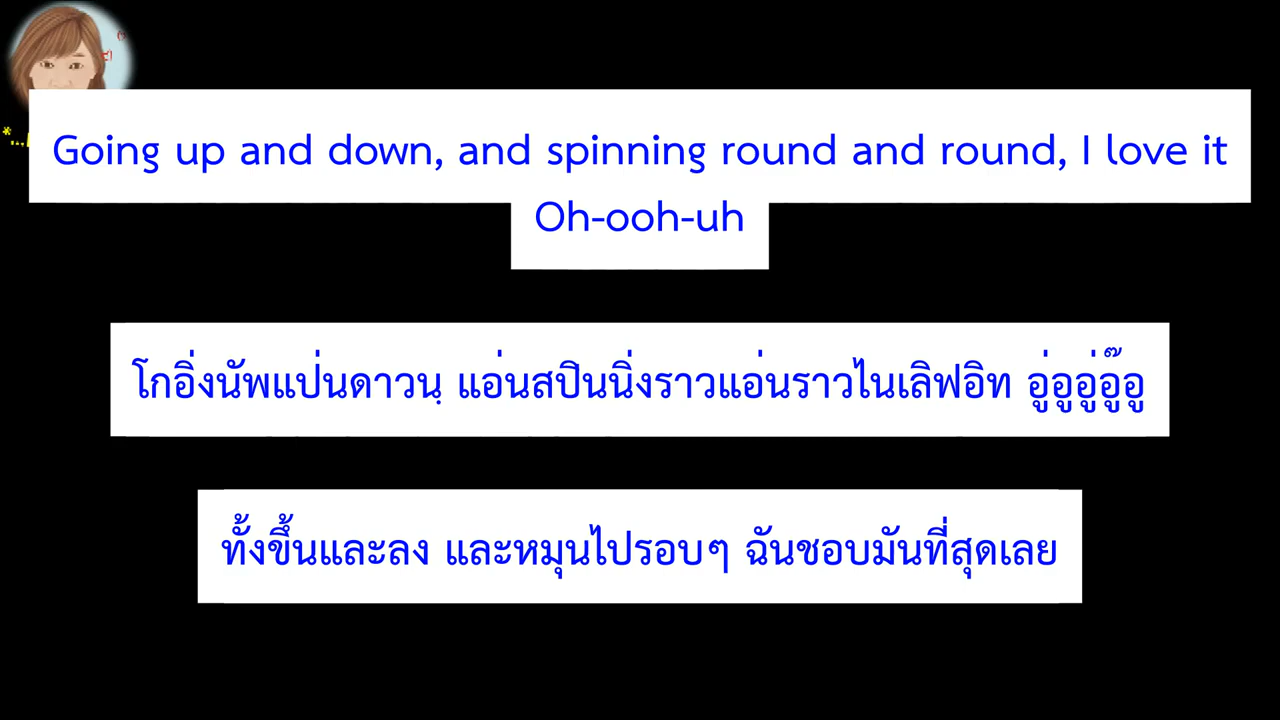 Going up and down, and spinning round and round, I love it
Oh-ooh-uh
โกอิ่งนัพแป่นดาวนฺ แอ่นสปินนิ่งราวแอ่นราวไนเลิฟอิท อู่อูอู่อู๊อู
ทั้งขึ้นและลง และหมุนไปรอบๆ ฉันชอบมันที่สุดเลย